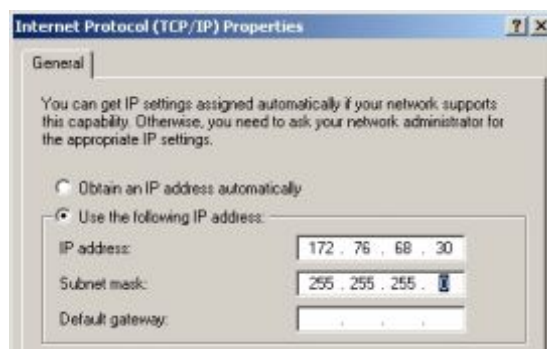 Internet Protocol (TCP/IP) Properties ? X
General
You can get IP settings assigned automatically if your network supports
this capability. Otherwise, you need to ask your network administrator for
the appropriate IP settings.
Obtain an IP address automatically
Use the following IP address:
IP address: 172 . 76 . 68 . 30
Subnet mask: 255 . 255 . 255 . 0
Default gateway: . . .